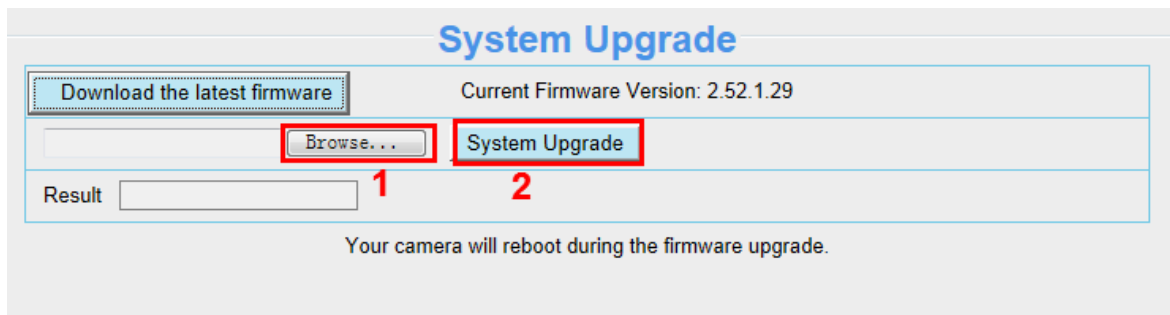 System Upgrade
Download the latest firmware Current Firmware Version: 2.52.1.29
Browse... System Upgrade
1 2
Result
Your camera will reboot during the firmware upgrade.